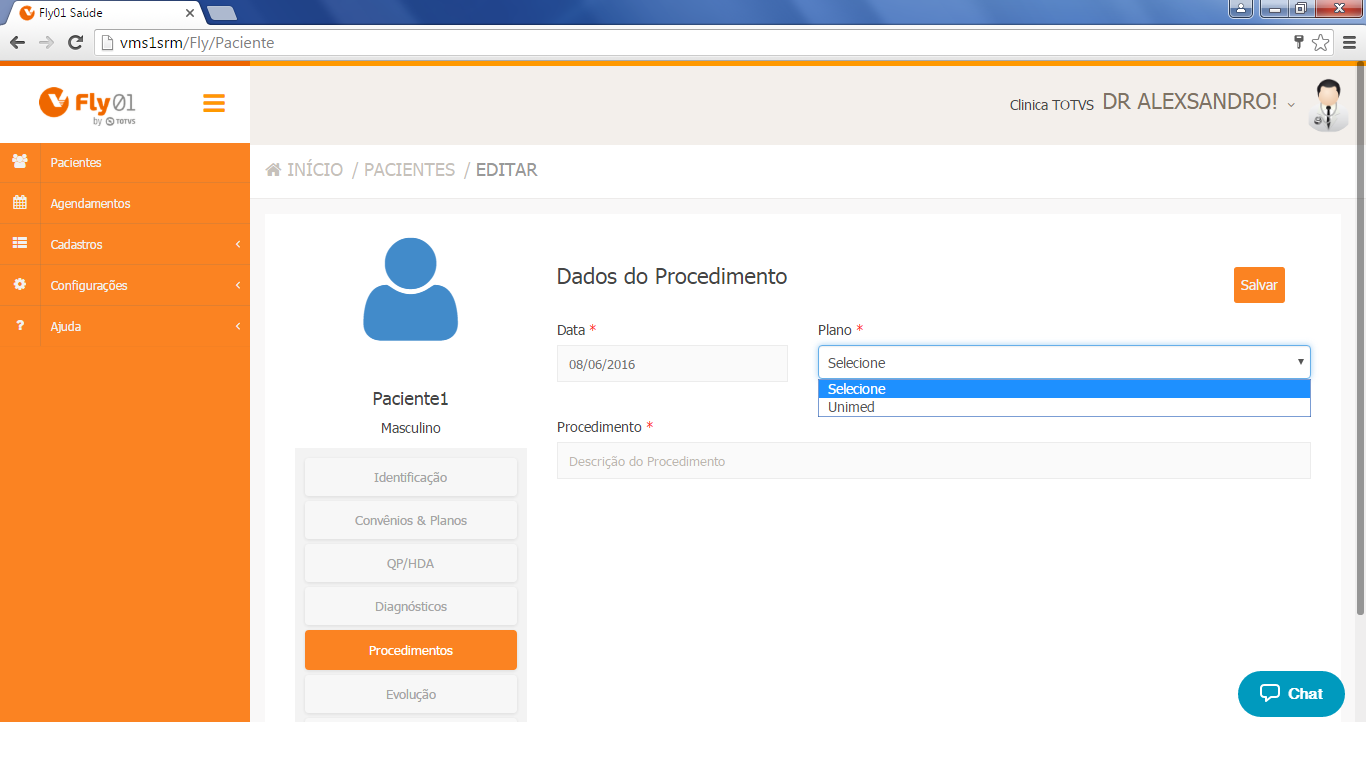 Fly01 Saúde
vms1srm/Fly/Paciente
Fly01
by TOTVS
Clinica TOTVS DR ALEXSANDRO!
Pacientes
Agendamentos
Cadastros
Configurações
? Ajuda
INÍCIO / PACIENTES / EDITAR
Paciente1
Masculino
Identificação
Convênios & Planos
QP/HDA
Diagnósticos
Procedimentos
Evolução
Dados do Procedimento
Salvar
Data *
08/06/2016
Plano *
Selecione
Selecione
Unimed
Procedimento *
Descrição do Procedimento
Chat